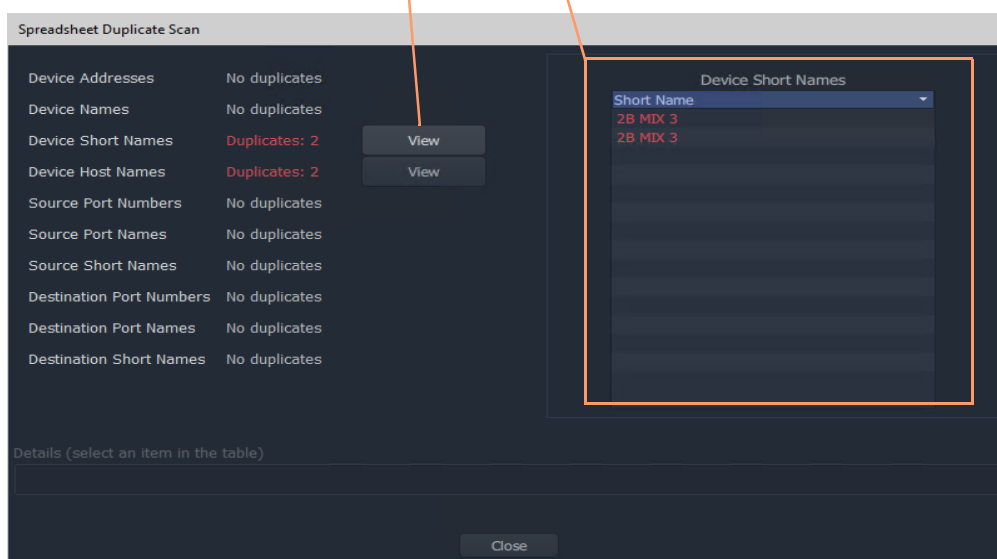 Spreadsheet Duplicate Scan
Device Addresses No duplicates
Device Names No duplicates
Device Short Names Duplicates: 2 View
Device Host Names Duplicates: 2 View
Source Port Numbers No duplicates
Source Port Names No duplicates
Source Short Names No duplicates
Destination Port Numbers No duplicates
Destination Port Names No duplicates
Destination Short Names No duplicates
Device Short Names
Short Name
2B MIX 3
2B MIX 3
Details (select an item in the table)
Close